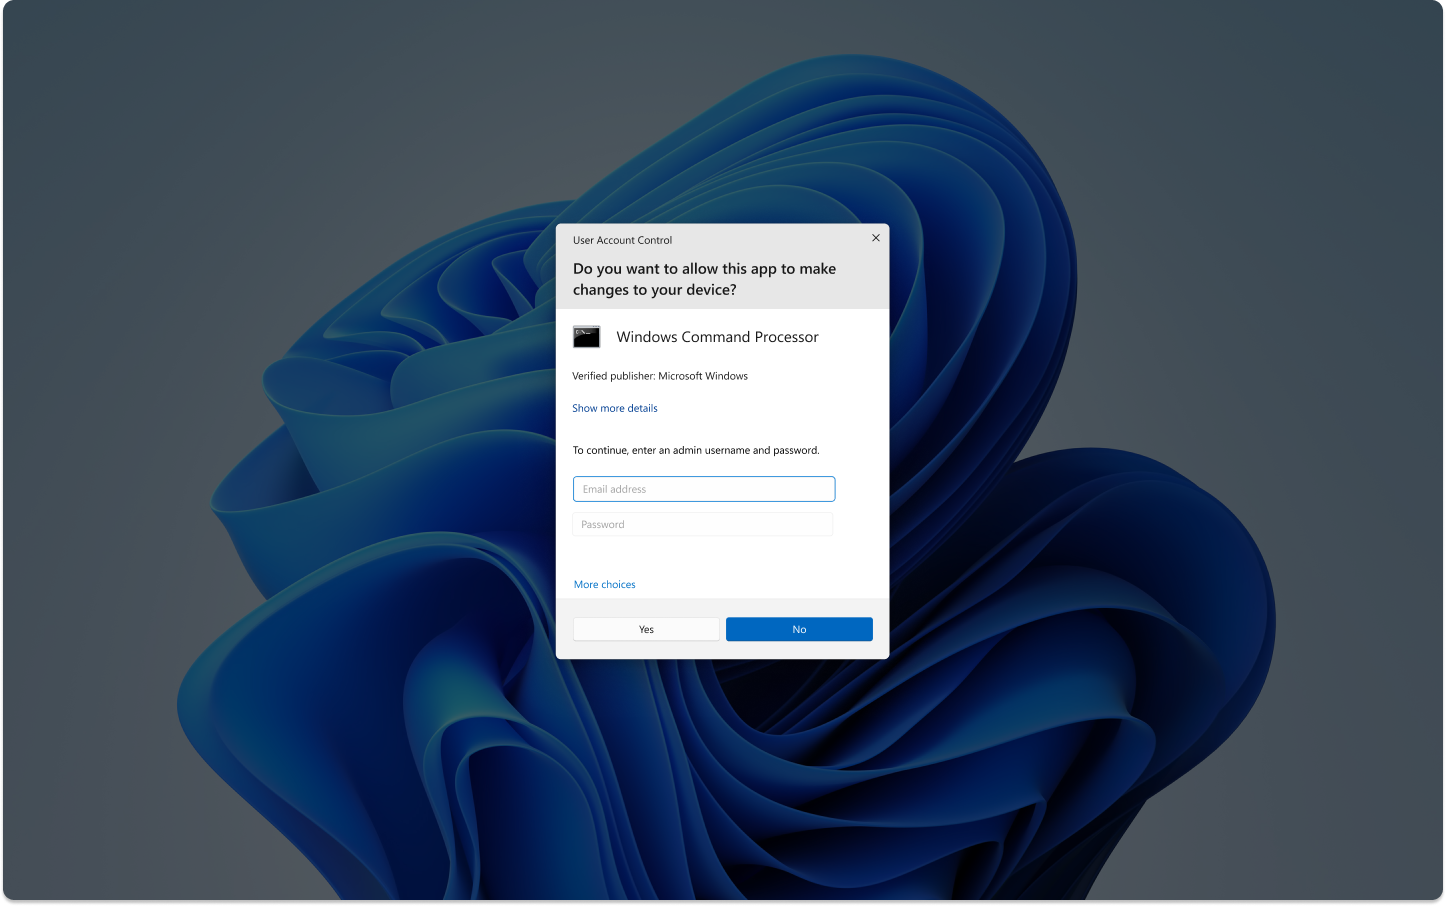 User Account Control
Do you want to allow this app to make
changes to your device?
Windows Command Processor
Verified publisher: Microsoft Windows
Show more details
To continue, enter an admin username and password.
Email address
Password
More choices
Yes
No